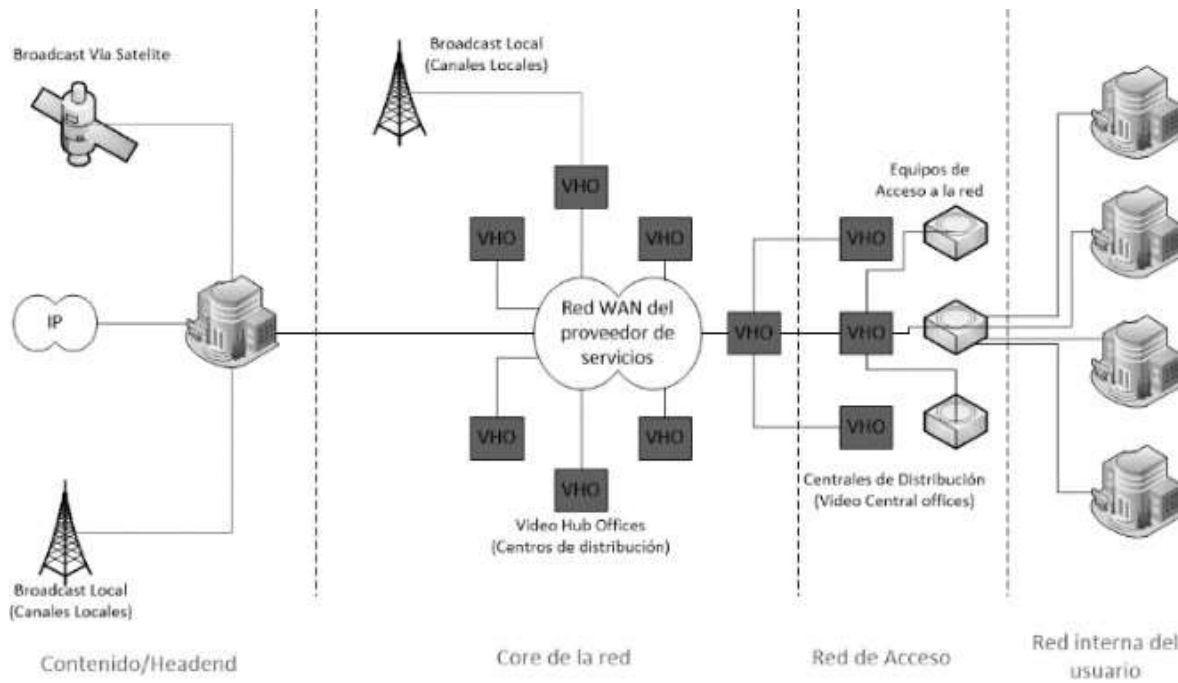 Broadcast Vía Satelite
Broadcast Local
(Canales Locales)
VHO
VHO
VHO
Equipos de
Acceso a la red
VHO
IP
Red WAN del
proveedor de
servicios
VHO
VHO
VHO
VHO
VHO
VHO
Broadcast Local
(Canales Locales)
Video Hub Offices
(Centros de distribución)
Centrales de Distribución
(Video Central offices)
Contenido/Headend
Core de la red
Red de Acceso
Red interna del
usuario